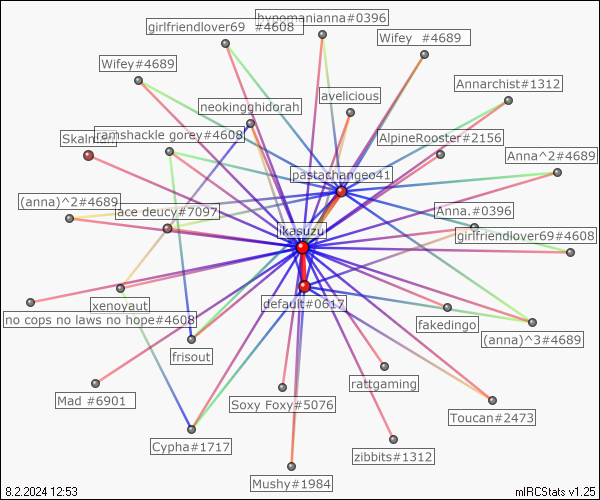 hypomanianna#0396
girlfriendlover69 #4608
Wifey #4689
Wifey#4689
Annarchist#1312
avelicious
neokingghidorah
Skalman
ramshackle gorey#4608
AlpineRooster#2156
Anna^2#4689
pastachangeo41
(anna)^2#4689
ace deucy#7097
Anna.#0396
ikasuzu
girlfriendlover69#4608
xenoyaut
default#0617
no cops no laws no hope#4608
fakedingo
(anna)^3#4689
frisout
rattgaming
Mad #6901
Soxy Foxy#5076
Toucan#2473
Cypha#1717
zibbits#1312
Mushy#1984
8.2.2024 12:53
mIRCStats v1.25